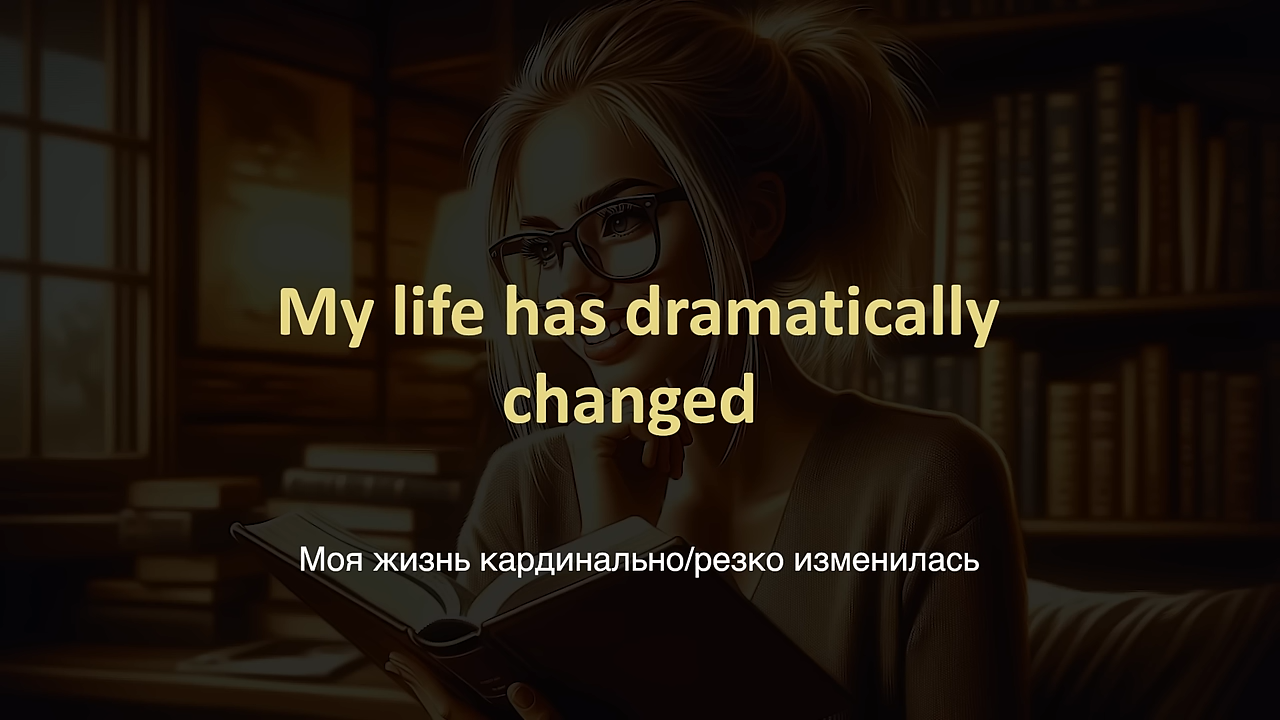 My life has dramatically
changed
Моя жизнь кардинально/резко изменилась